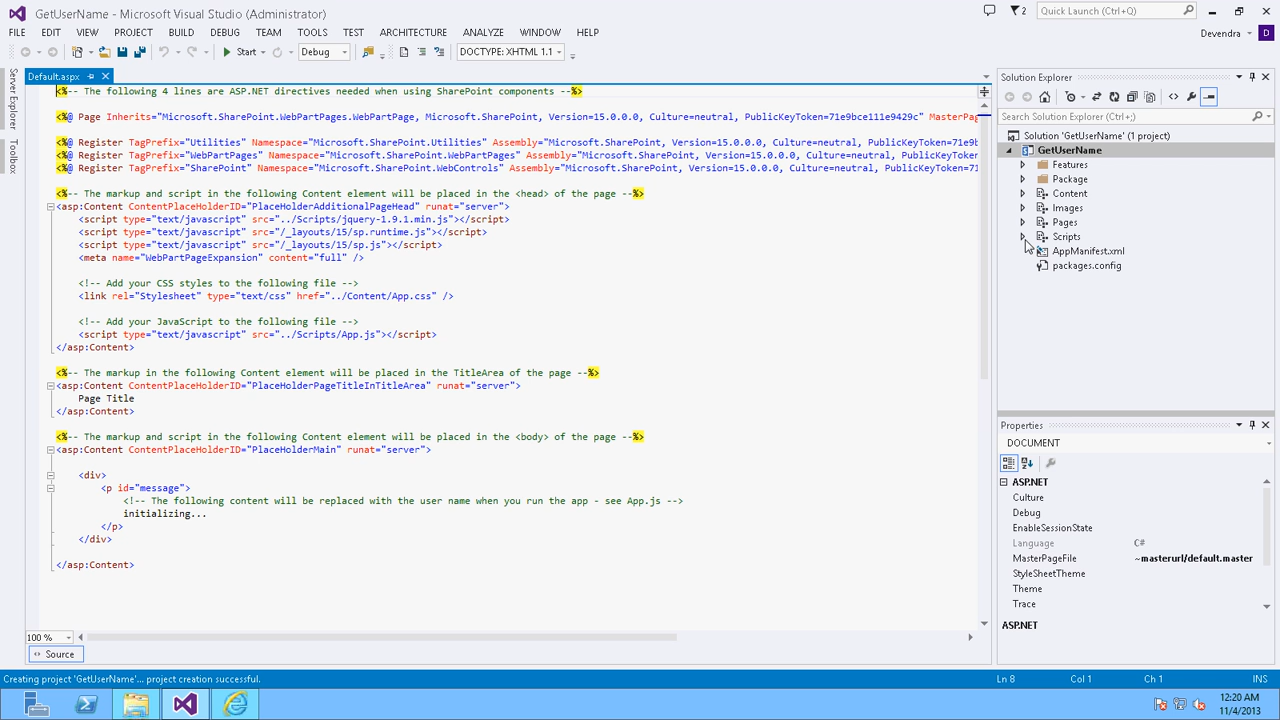 GetUserName - Microsoft Visual Studio (Administrator)
Quick Launch (Ctrl+Q)
FILE EDIT VIEW PROJECT BUILD DEBUG TEAM TOOLS TEST ARCHITECTURE ANALYZE WINDOW HELP
Devendra
Start Debug DOCTYPE: XHTML 1.1
Server Explorer
Toolbox
Default.aspx
<%-- The following 4 lines are ASP.NET directives needed when using SharePoint components --%>
<%@ Page Inherits="Microsoft.SharePoint.WebPartPages.WebPartPage, Microsoft.SharePoint, Version=15.0.0.0, Culture=neutral, PublicKeyToken=71e9bce111e9429c" MasterPag
<%@ Register TagPrefix="Utilities" Namespace="Microsoft.SharePoint.Utilities" Assembly="Microsoft.SharePoint, Version=15.0.0.0, Culture=neutral, PublicKeyToken=71e9b
<%@ Register TagPrefix="WebPartPages" Namespace="Microsoft.SharePoint.WebPartPages" Assembly="Microsoft.SharePoint, Version=15.0.0.0, Culture=neutral, PublicKeyToken
<%@ Register TagPrefix="SharePoint" Namespace="Microsoft.SharePoint.WebControls" Assembly="Microsoft.SharePoint, Version=15.0.0.0, Culture=neutral, PublicKeyToken=71
<%-- The markup and script in the following Content element will be placed in the <head> of the page --%>
<asp:Content ContentPlaceHolderID="PlaceHolderAdditionalPageHead" runat="server">
<script type="text/javascript" src="../Scripts/jquery-1.9.1.min.js"></script>
<script type="text/javascript" src="/_layouts/15/sp.runtime.js"></script>
<script type="text/javascript" src="/_layouts/15/sp.js"></script>
<meta name="WebPartPageExpansion" content="full" />
<!-- Add your CSS styles to the following file -->
<link rel="Stylesheet" type="text/css" href="../Content/App.css" />
<!-- Add your JavaScript to the following file -->
<script type="text/javascript" src="../Scripts/App.js"></script>
</asp:Content>
<%-- The markup in the following Content element will be placed in the TitleArea of the page --%>
<asp:Content ContentPlaceHolderID="PlaceHolderPageTitleInTitleArea" runat="server">
Page Title
</asp:Content>
<%-- The markup and script in the following Content element will be placed in the <body> of the page --%>
<asp:Content ContentPlaceHolderID="PlaceHolderMain" runat="server">
<div>
<p id="message">
<!-- The following content will be replaced with the user name when you run the app - see App.js -->
initializing...
</p>
</div>
</asp:Content>
100 %
Source
Solution Explorer
Search Solution Explorer (Ctrl+;)
Solution 'GetUserName' (1 project)
GetUserName
Features
Package
Content
Images
Pages
Scripts
AppManifest.xml
packages.config
Properties
DOCUMENT
ASP.NET
Culture
Debug
EnableSessionState
Language C#
MasterPageFile ~masterurl/default.master
StyleSheetTheme
Theme
Trace
ASP.NET
Creating project 'GetUserName'... project creation successful. Ln 8 Col 1 Ch 1 INS
12:20 AM
11/4/2013